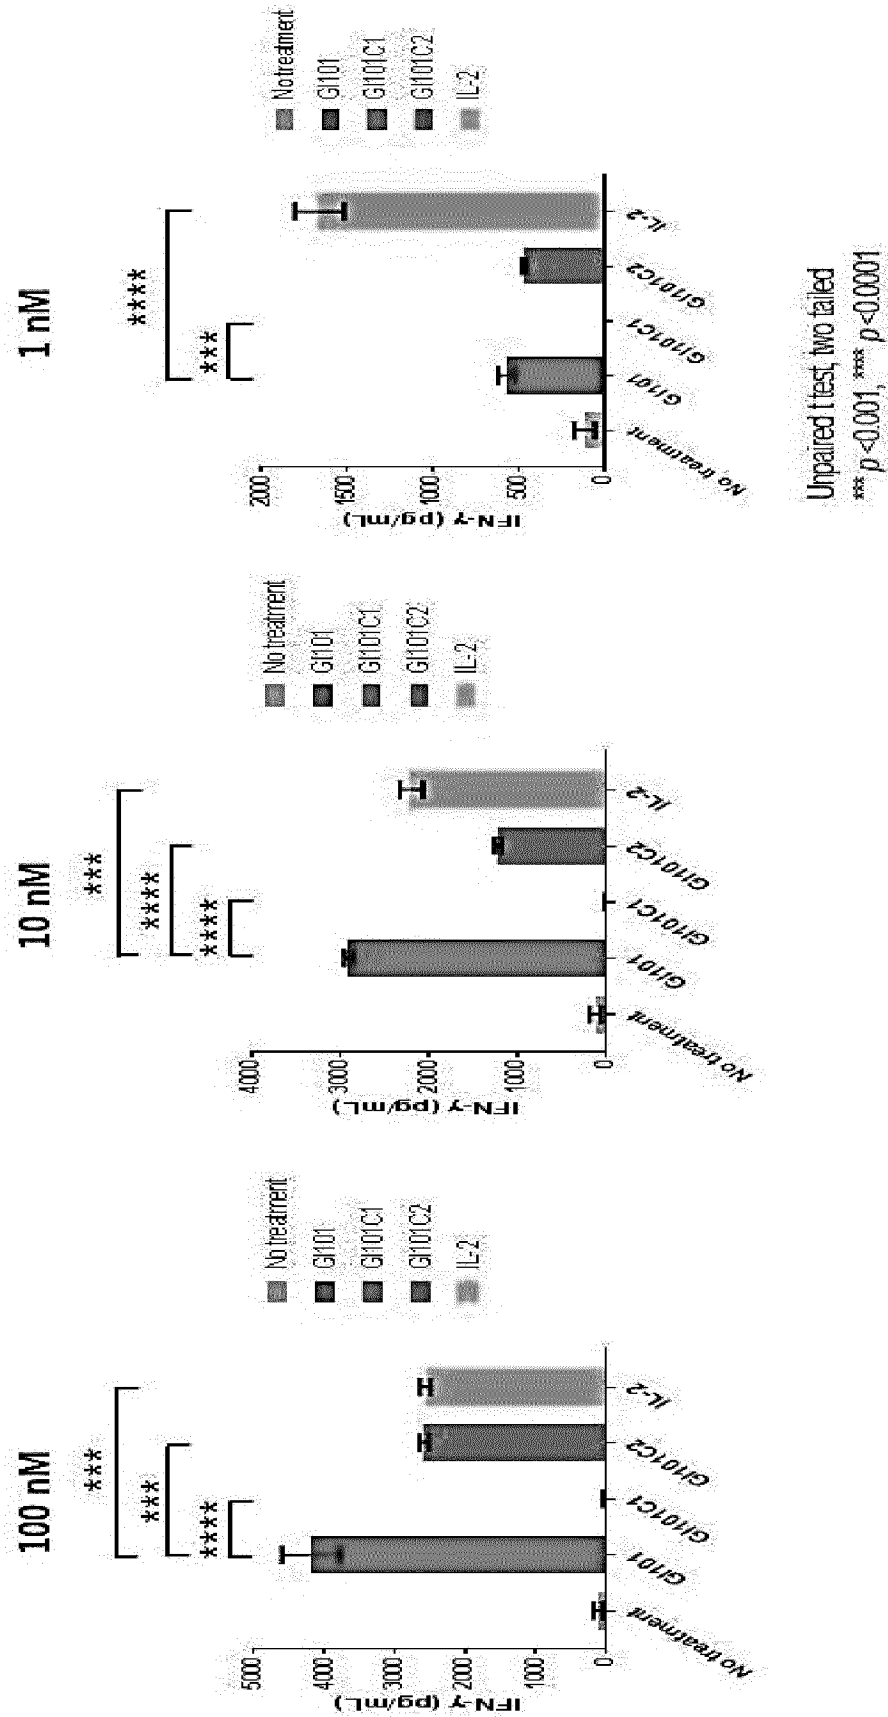 100 nM
****
***
***
IFN-γ (pg/mL)
5000
4000
3000
2000
1000
0
No treatment
GI101
GI101C1
GI101C2
IL-2
No treatment
GI101
GI101C1
GI101C2
IL-2
10 nM
****
****
***
IFN-γ (pg/mL)
4000
3000
2000
1000
0
No treatment
GI101
GI101C1
GI101C2
IL-2
No treatment
GI101
GI101C1
GI101C2
IL-2
1 nM
****
***
IFN-γ (pg/mL)
2000
1500
1000
500
0
No treatment
GI101
GI101C1
GI101C2
IL-2
No treatment
GI101
GI101C1
GI101C2
IL-2
Unpaired t test, two tailed
*** p <0.001, **** p <0.0001